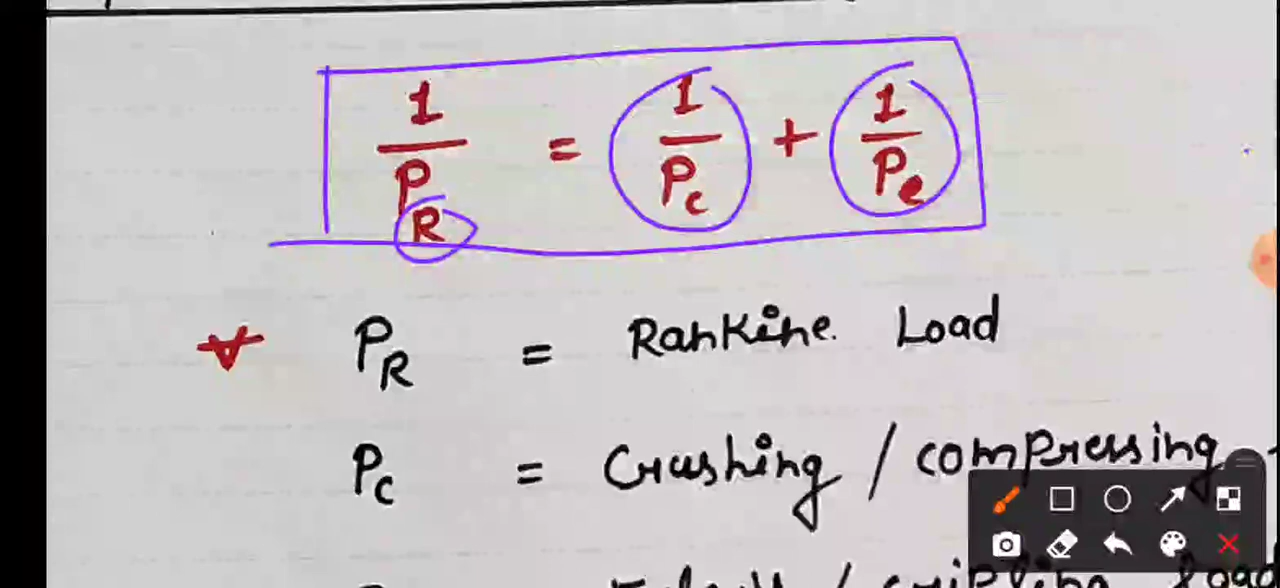 1/P_R = 1/P_c + 1/P_e
∀ P_R = Rankine Load
P_C = Crushing / compressing